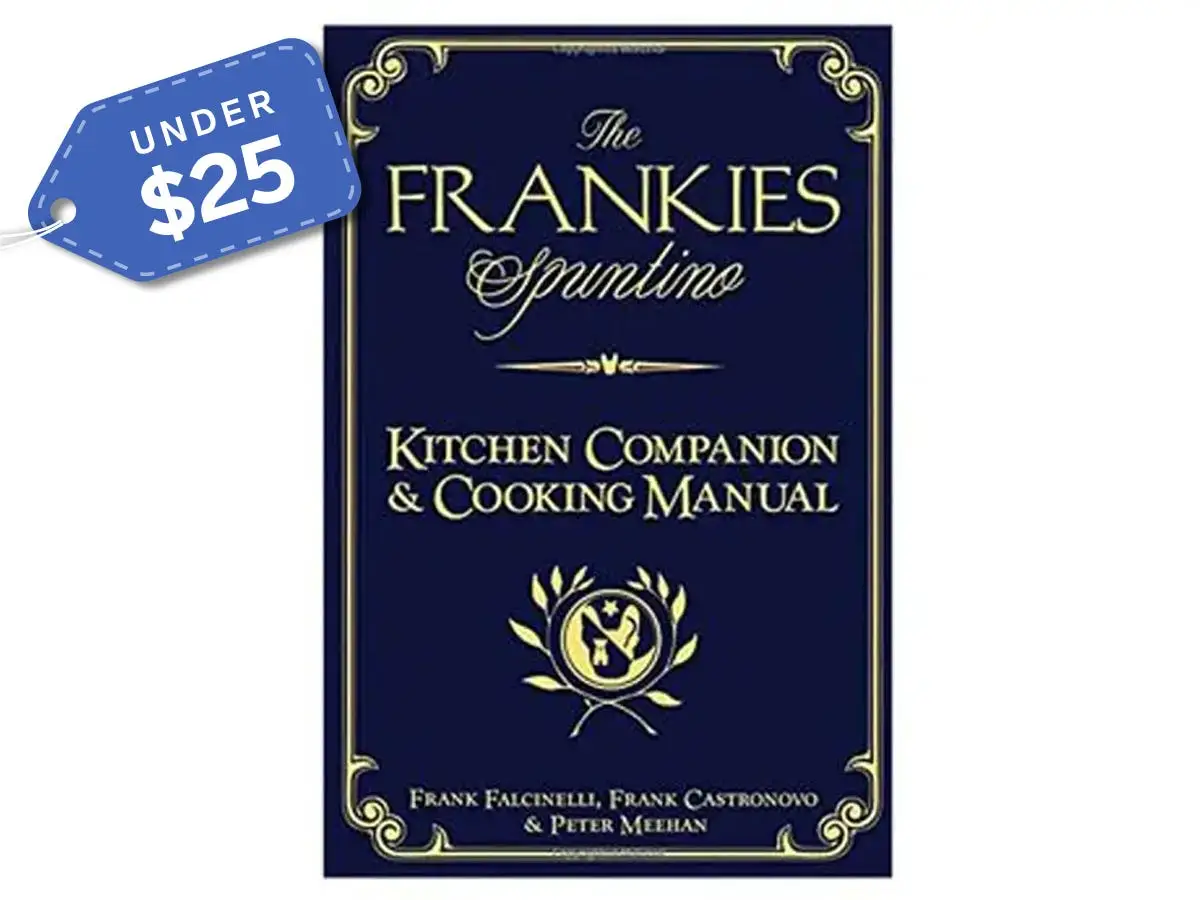 UNDER
$25
The
FRANKIES
Spuntino
KITCHEN COMPANION
& COOKING MANUAL
FRANK FALCINELLI, FRANK CASTRONOVO
& PETER MEEHAN